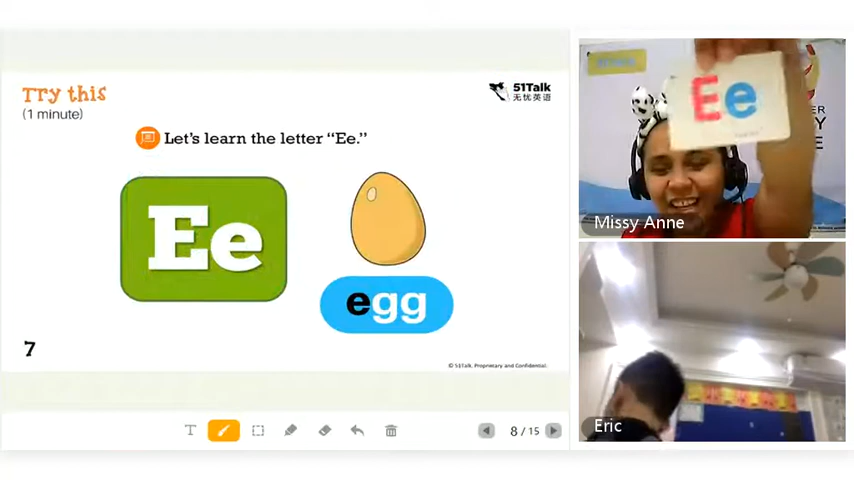 Try this
(1 minute)
51Talk
无忧英语
Let's learn the letter “Ee.”
Ee
egg
7
© 51Talk, Proprietary and Confidential.
T
8 / 15
Ee
Missy Anne
Eric